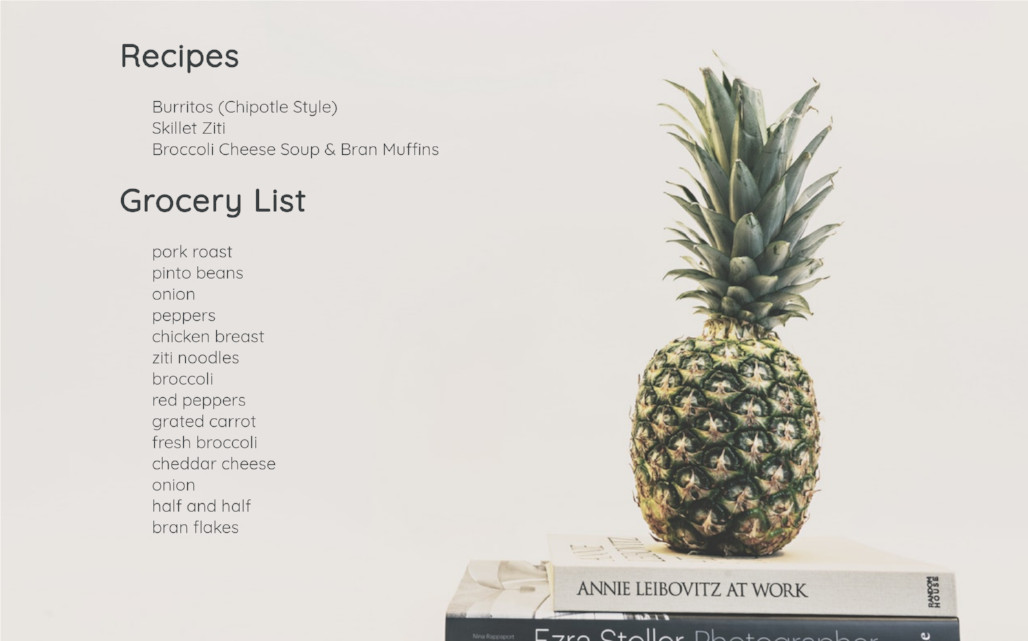 Recipes
Burritos (Chipotle Style)
Skillet Ziti
Broccoli Cheese Soup & Bran Muffins
Grocery List
pork roast
pinto beans
onion
peppers
chicken breast
ziti noodles
broccoli
red peppers
grated carrot
fresh broccoli
cheddar cheese
onion
half and half
bran flakes
ANNIE LEIBOVITZ AT WORK
RANDOM
HOUSE
Nina Rappaport
Ezra Stoller Photographer